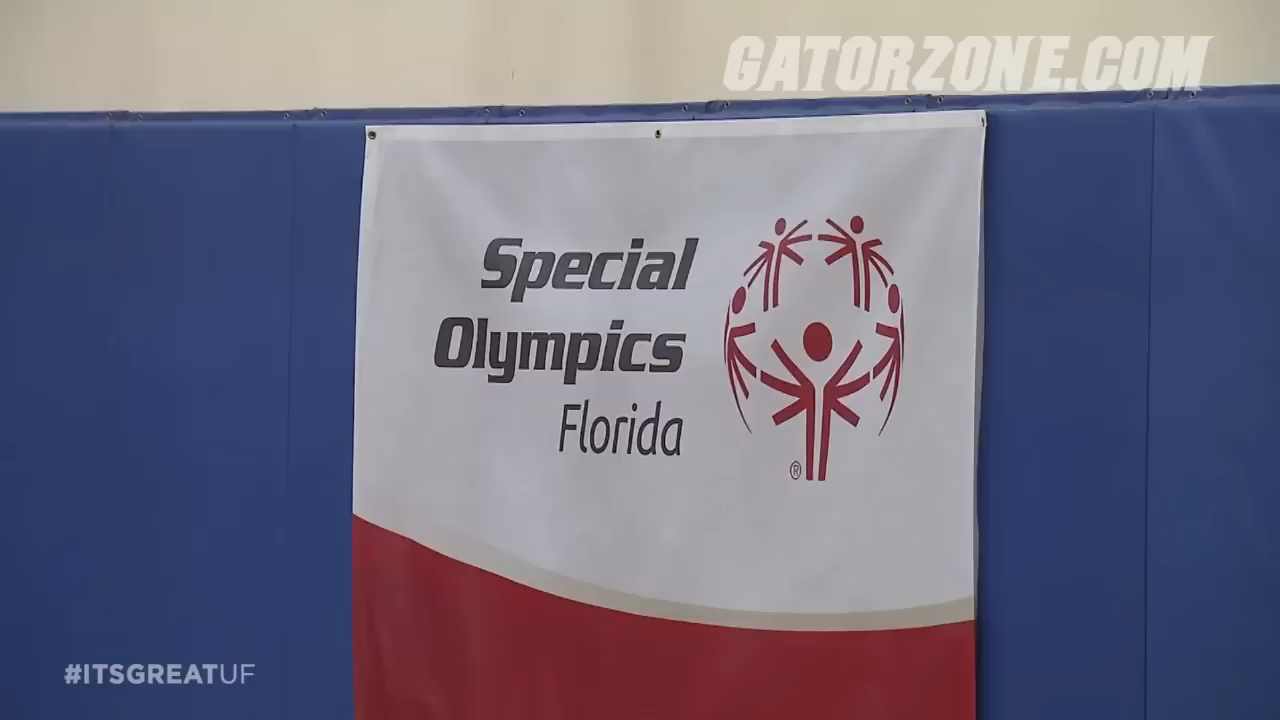 GATORZONE.COM
Special
Olympics
Florida
®
#ITSGREATUF